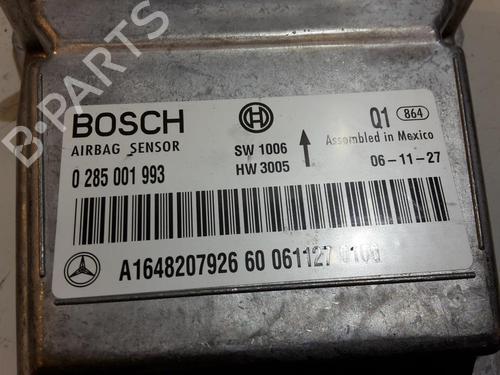 BOSCH
AIRBAG SENSOR
0 285 001 993
SW 1006
HW 3005
Q1 864
Assembled in Mexico
06-11-27
A1648207926 60 061127
B-PARTS